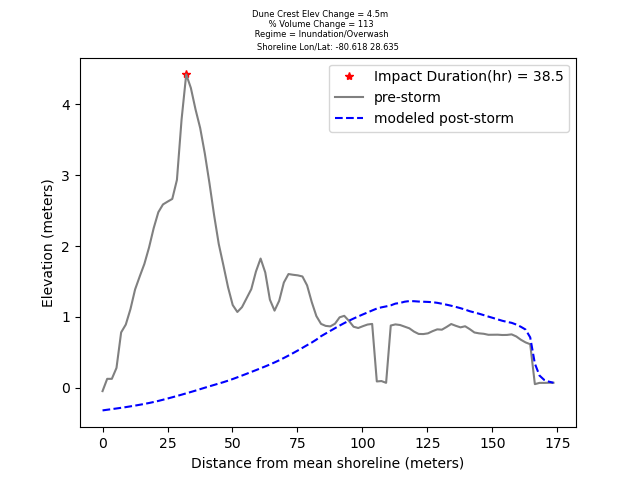 Dune Crest Elev Change = 4.5m
% Volume Change = 113
Regime = Inundation/Overwash
Shoreline Lon/Lat: -80.618 28.635
Impact Duration(hr) = 38.5
pre-storm
modeled post-storm
4
3
2
1
0
Elevation (meters)
0 25 50 75 100 125 150 175
Distance from mean shoreline (meters)